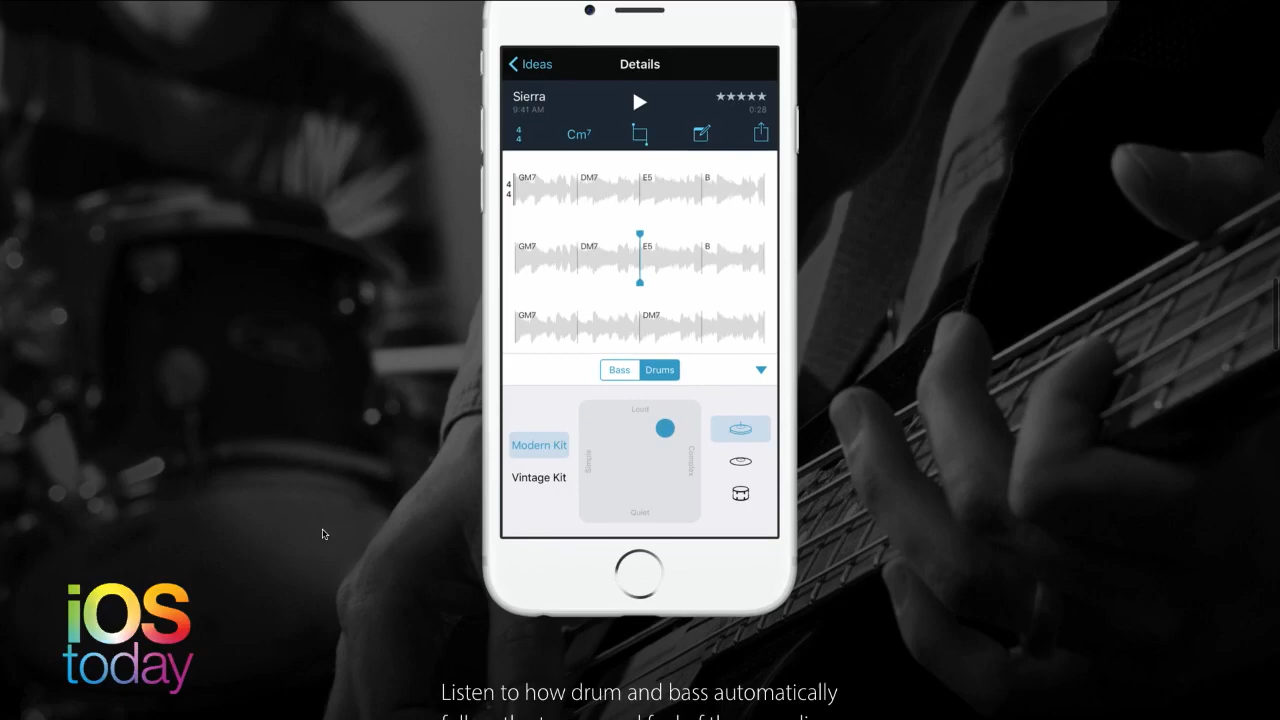 Ideas
Details
Sierra
9:41 AM
★★★★★
0:28
4
4
Cm⁷
4
4
GM7 DM7 E5 B
GM7 DM7 E5 B
GM7 DM7
Bass Drums
Loud
Modern Kit
Vintage Kit
Simple
Complex
Quiet
iOS
today
Listen to how drum and bass automatically